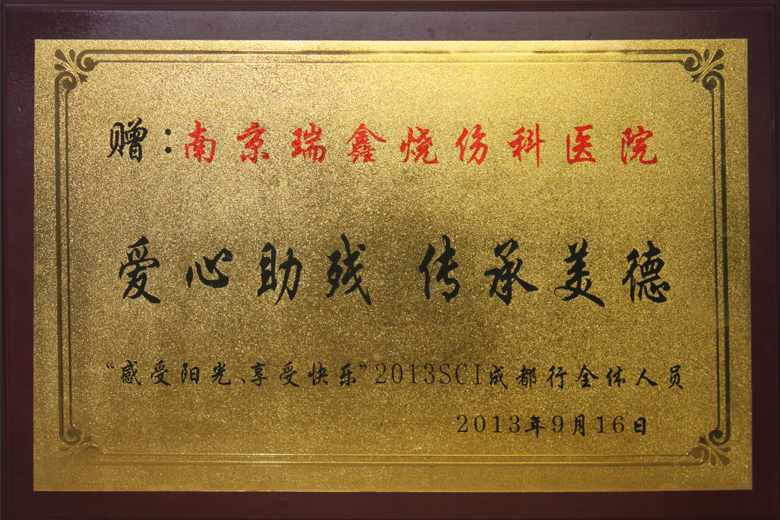 赠：南京瑞鑫烧伤科医院
爱心助残 传承美德
“感受阳光、享受快乐”2013SCI成都行全体人员
2013年9月16日